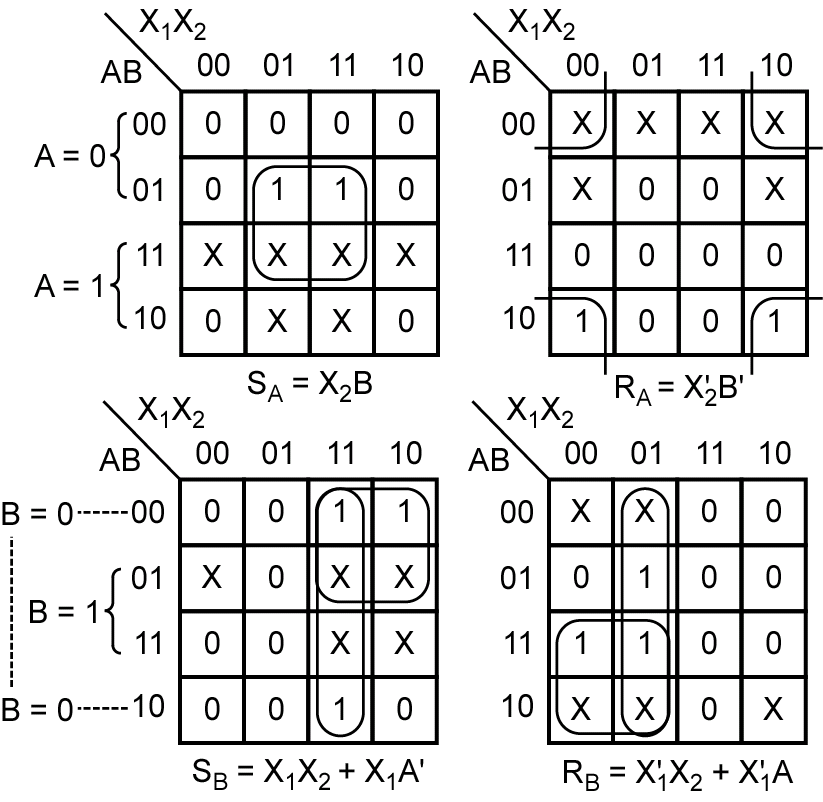 X₁X₂
AB 00 01 11 10
A = 0
00 0 0 0 0
01 0 1 1 0
A = 1
11 X X X X
10 0 X X 0
S_A = X₂B
X₁X₂
AB 00 01 11 10
00 X X X X
01 X 0 0 X
11 0 0 0 0
10 1 0 0 1
R_A = X'₂B'
X₁X₂
AB 00 01 11 10
B = 0 00 0 0 1 1
B = 1
01 X 0 X X
11 0 0 X X
B = 0 10 0 0 1 0
S_B = X₁X₂ + X₁A'
X₁X₂
AB 00 01 11 10
00 X X 0 0
01 0 1 0 0
11 1 1 0 0
10 X X 0 X
R_B = X'₁X₂ + X'₁A